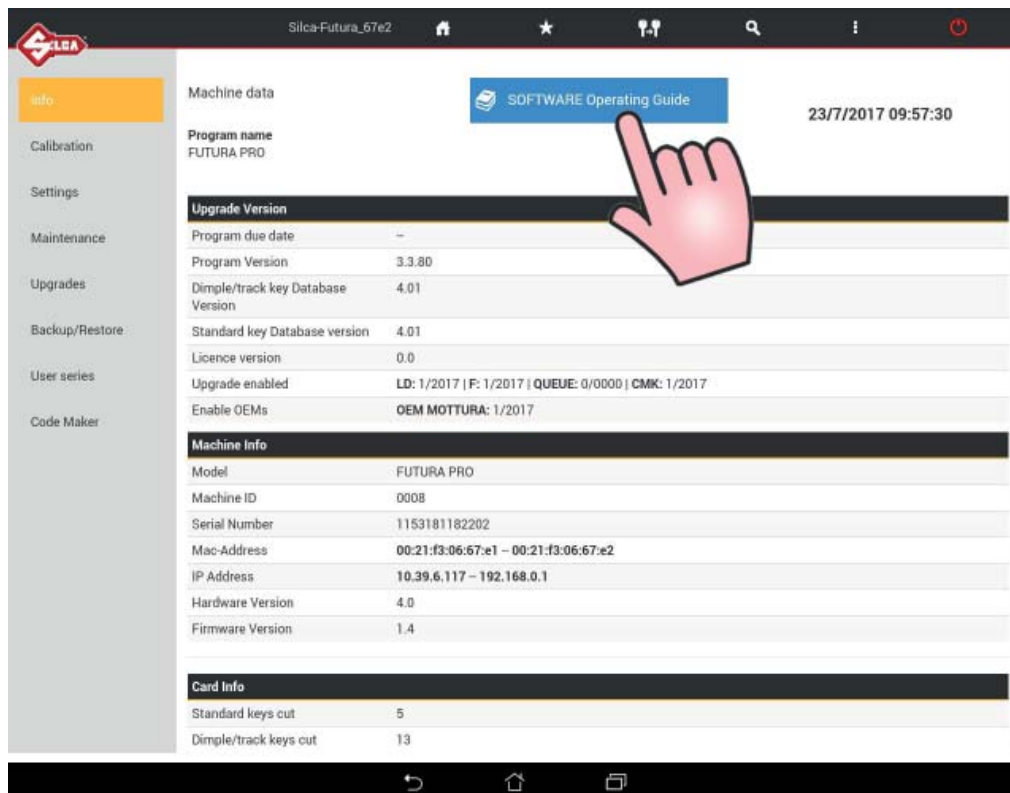 SILCA
Silca-Futura_67e2
Info
Calibration
Settings
Maintenance
Upgrades
Backup/Restore
User series
Code Maker
Machine data
SOFTWARE Operating Guide
23/7/2017 09:57:30
Program name
FUTURA PRO
Upgrade Version
Program due date –
Program Version 3.3.80
Dimple/track key Database
Version 4.01
Standard key Database version 4.01
Licence version 0.0
Upgrade enabled LD: 1/2017 | F: 1/2017 | QUEUE: 0/0000 | CMK: 1/2017
Enable OEMs OEM MOTTURA: 1/2017
Machine Info
Model FUTURA PRO
Machine ID 0008
Serial Number 1153181182202
Mac-Address 00:21:f3:06:67:e1 – 00:21:f3:06:67:e2
IP Address 10.39.6.117 – 192.168.0.1
Hardware Version 4.0
Firmware Version 1.4
Card Info
Standard keys cut 5
Dimple/track keys cut 13